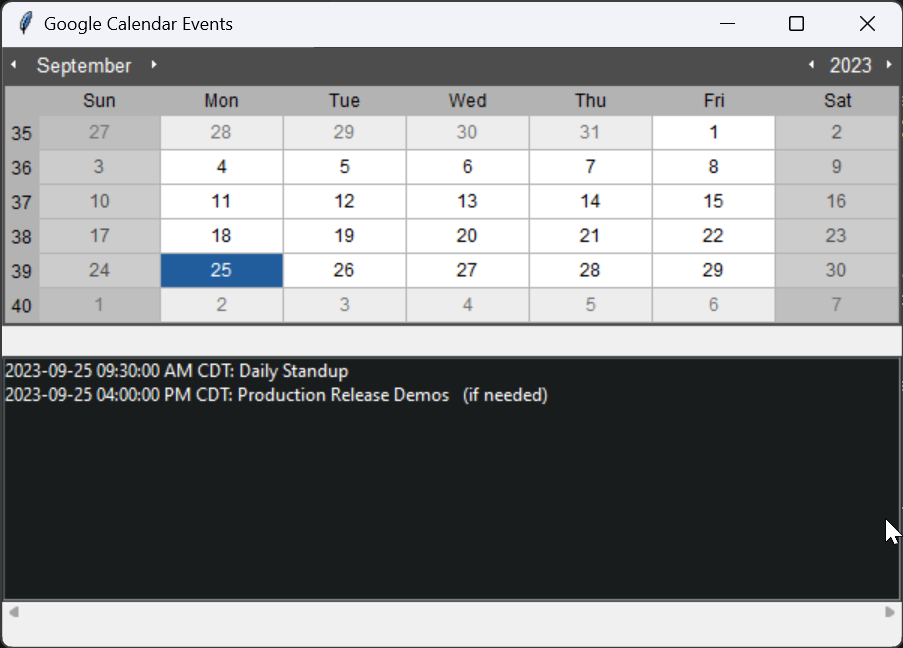 Google Calendar Events
September 2023
Sun Mon Tue Wed Thu Fri Sat
35 27 28 29 30 31 1 2
36 3 4 5 6 7 8 9
37 10 11 12 13 14 15 16
38 17 18 19 20 21 22 23
39 24 25 26 27 28 29 30
40 1 2 3 4 5 6 7
2023-09-25 09:30:00 AM CDT: Daily Standup
2023-09-25 04:00:00 PM CDT: Production Release Demos   (if needed)